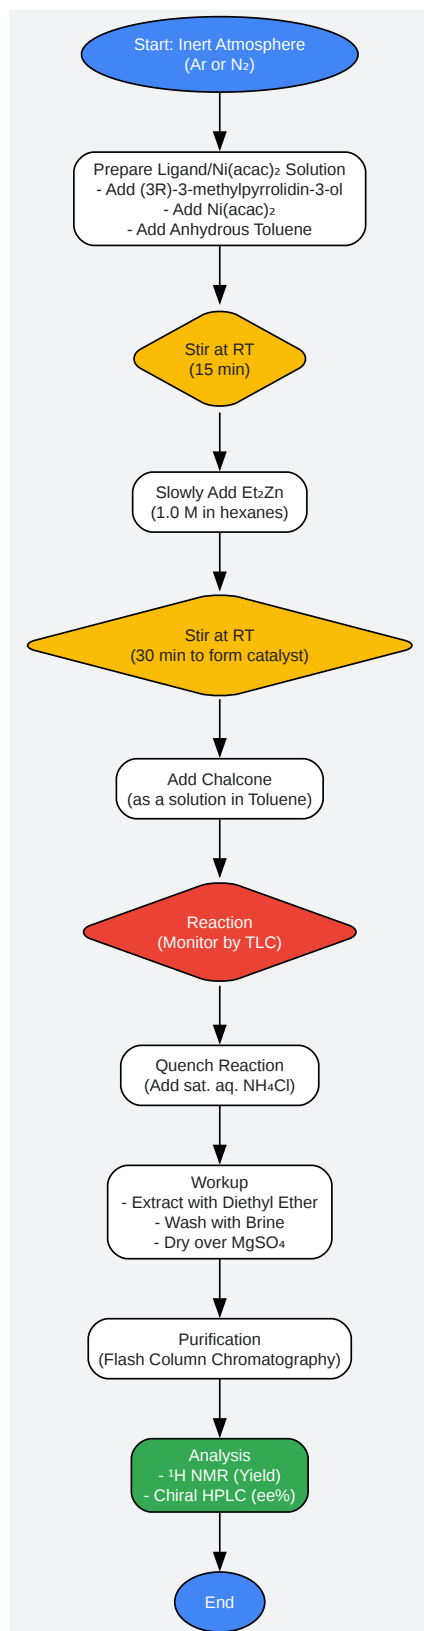 Start: Inert Atmosphere
(Ar or N₂)
Prepare Ligand/Ni(acac)₂ Solution
- Add (3R)-3-methylpyrrolidin-3-ol
- Add Ni(acac)₂
- Add Anhydrous Toluene
Stir at RT
(15 min)
Slowly Add Et₂Zn
(1.0 M in hexanes)
Stir at RT
(30 min to form catalyst)
Add Chalcone
(as a solution in Toluene)
Reaction
(Monitor by TLC)
Quench Reaction
(Add sat. aq. NH₄Cl)
Workup
- Extract with Diethyl Ether
- Wash with Brine
- Dry over MgSO₄
Purification
(Flash Column Chromatography)
Analysis
- ¹H NMR (Yield)
- Chiral HPLC (ee%)
End